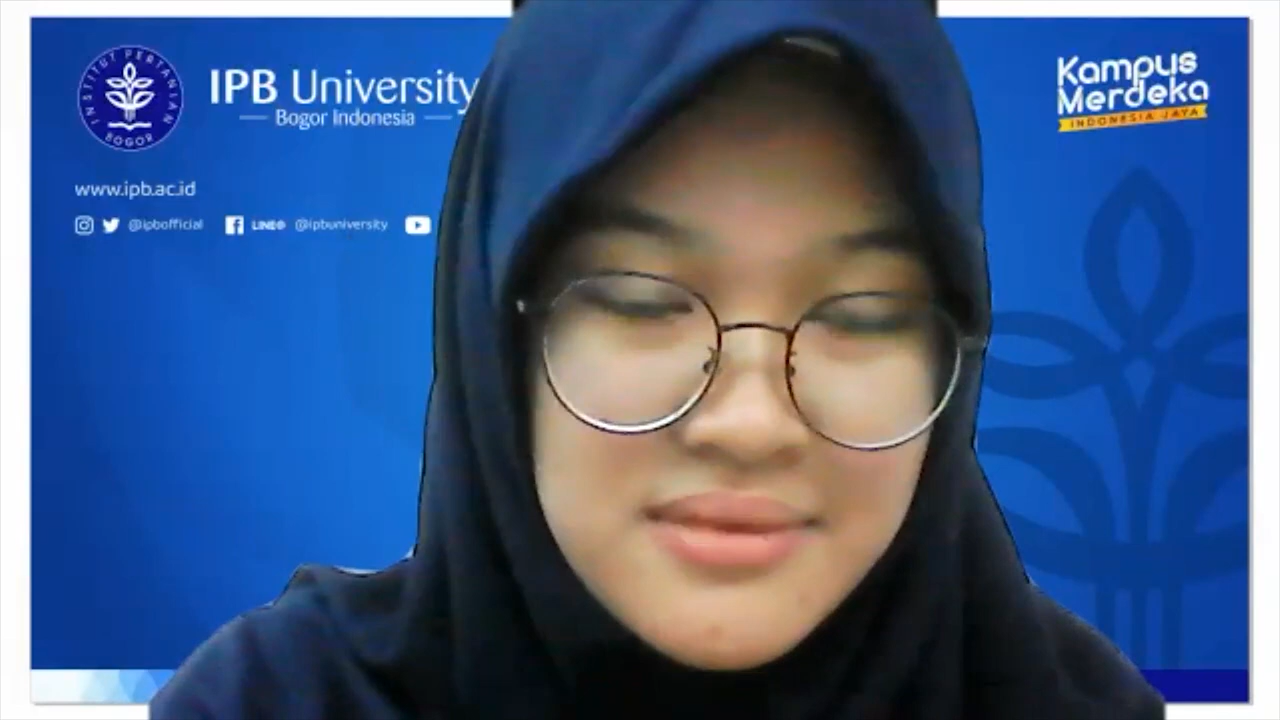 INSTITUT PERTANIAN
BOGOR
IPB University
Bogor Indonesia
www.ipb.ac.id
@ipbofficial
LINE@
@ipbuniversity
Kampus
Merdeka
INDONESIA JAYA